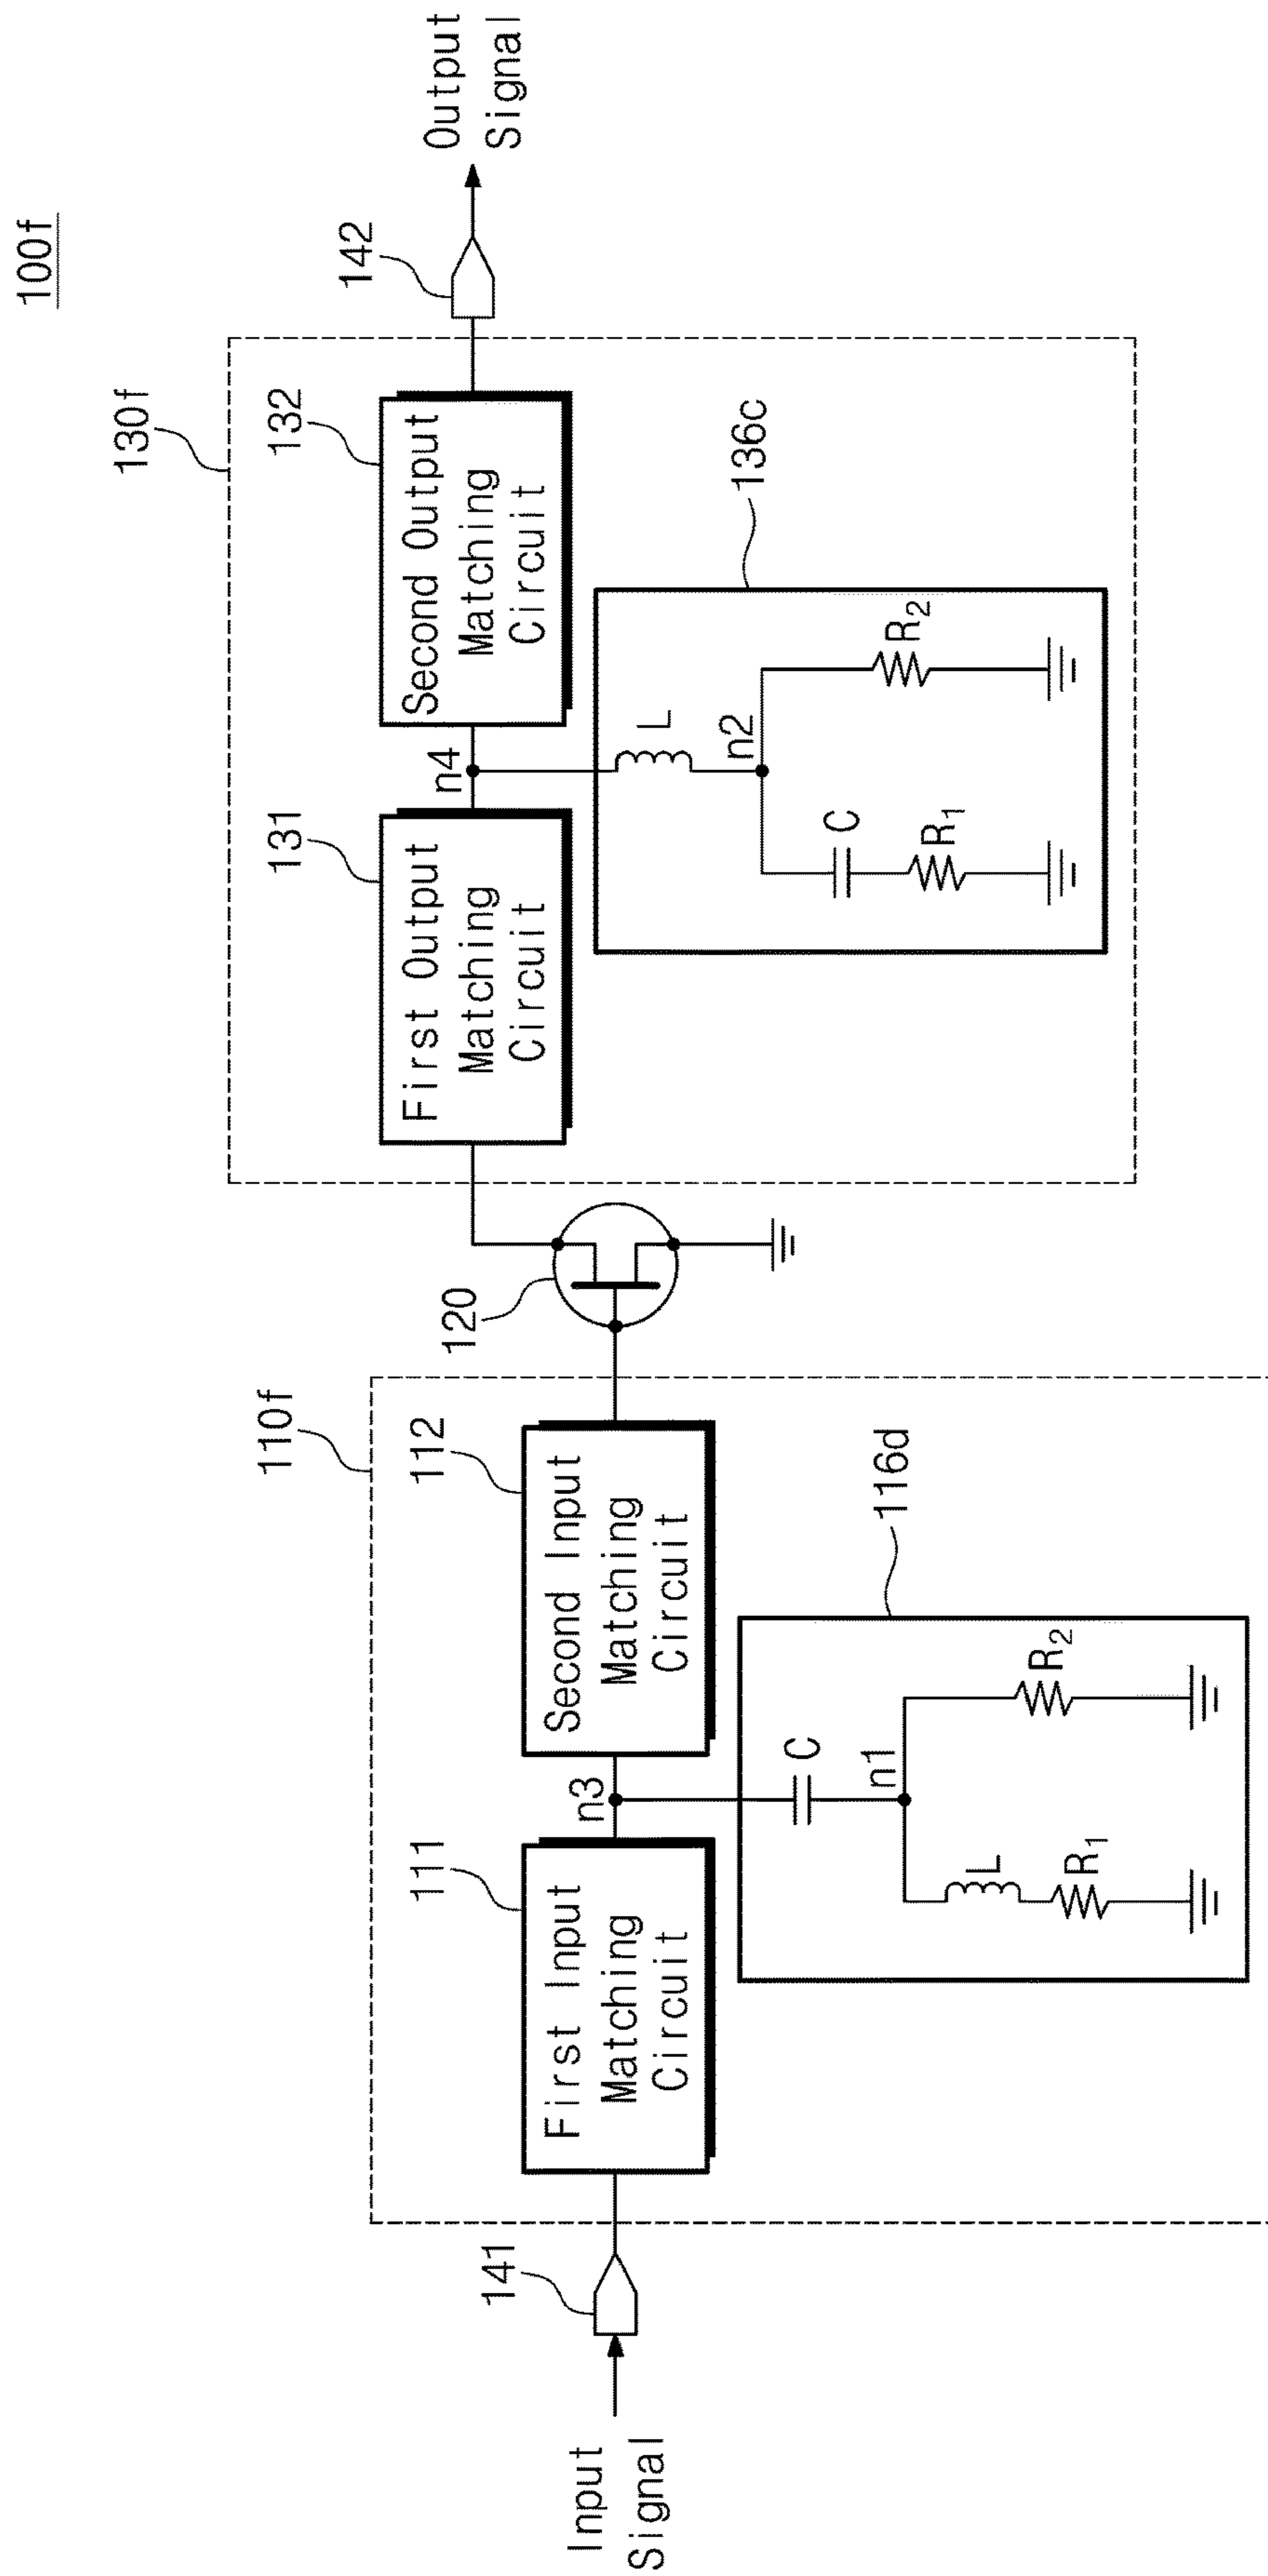 100f
Input
Signal
141
110f
111
First Input
Matching
Circuit
n3
112
Second Input
Matching
Circuit
116d
C
n1
L
R1
R2
120
130f
131
First Output
Matching
Circuit
n4
132
Second Output
Matching
Circuit
136c
L
n2
C
R1
R2
142
Output
Signal